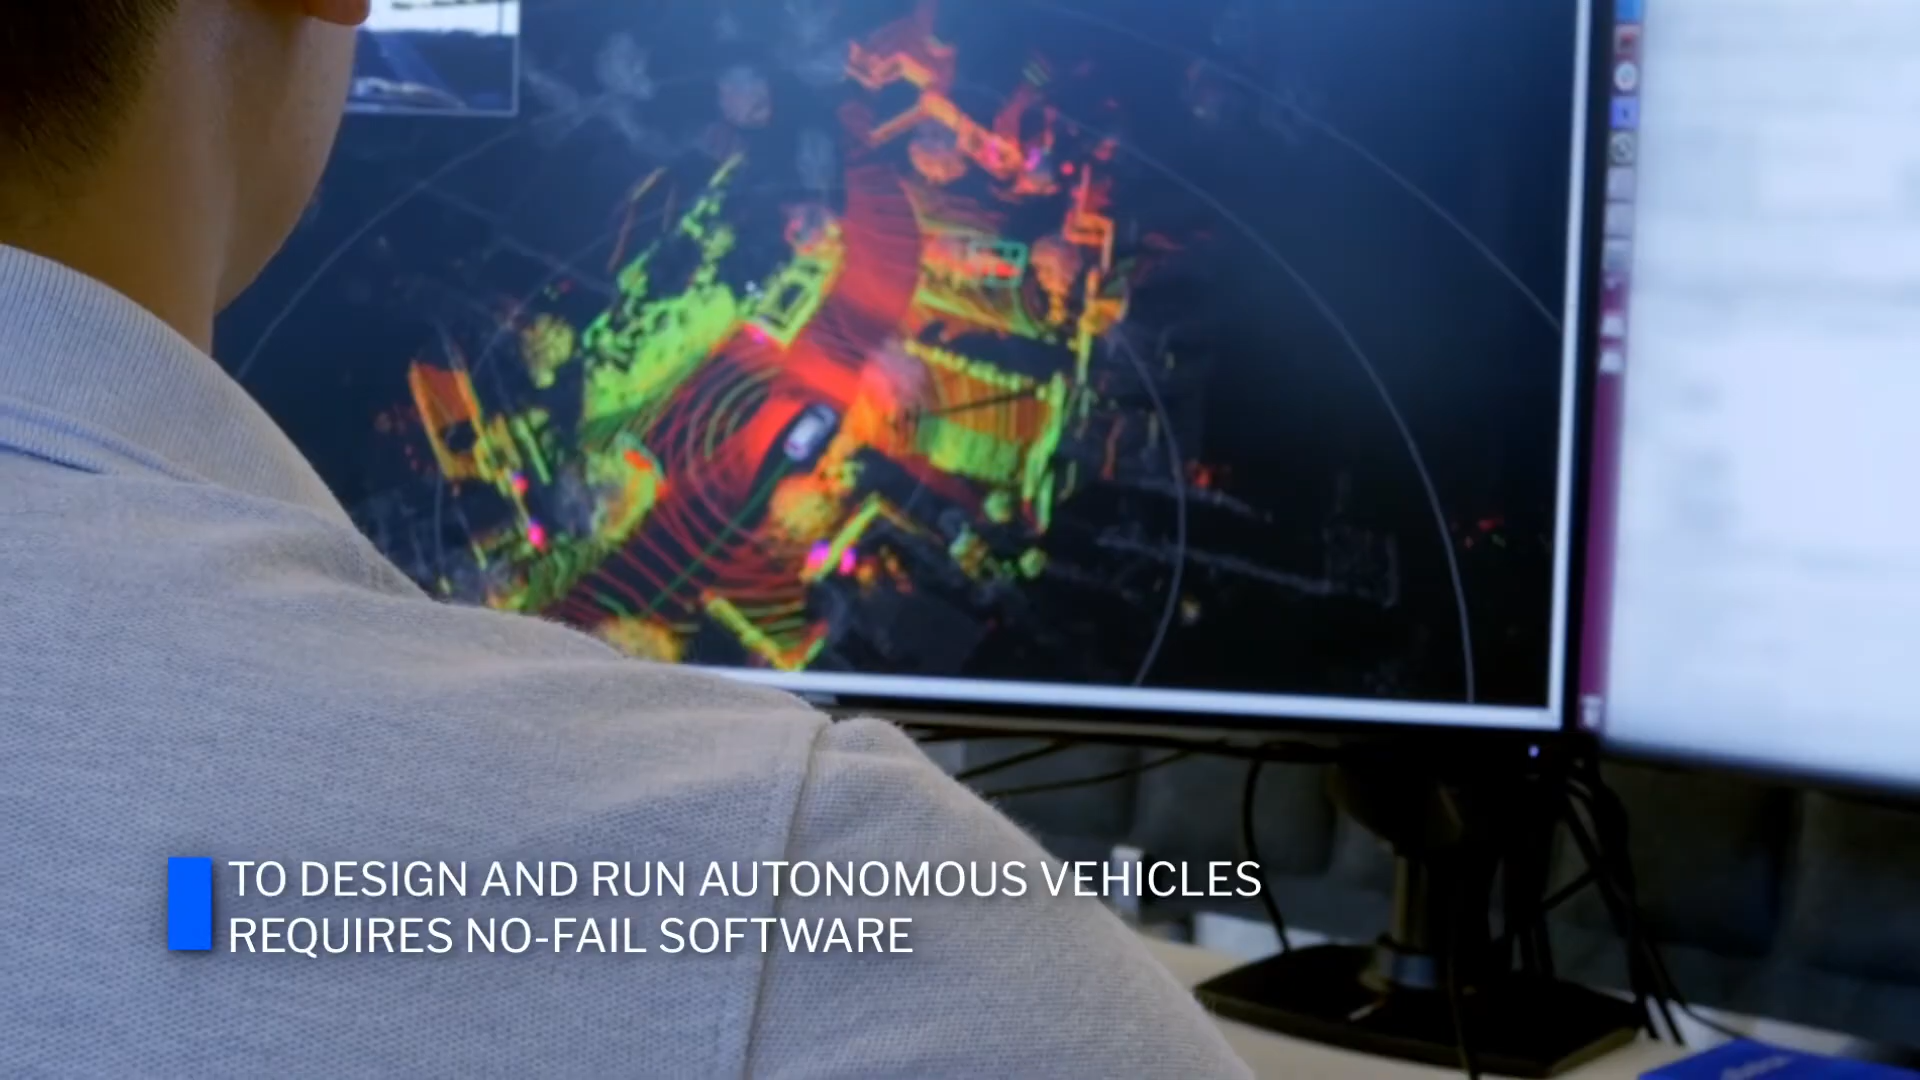 TO DESIGN AND RUN AUTONOMOUS VEHICLES
REQUIRES NO-FAIL SOFTWARE